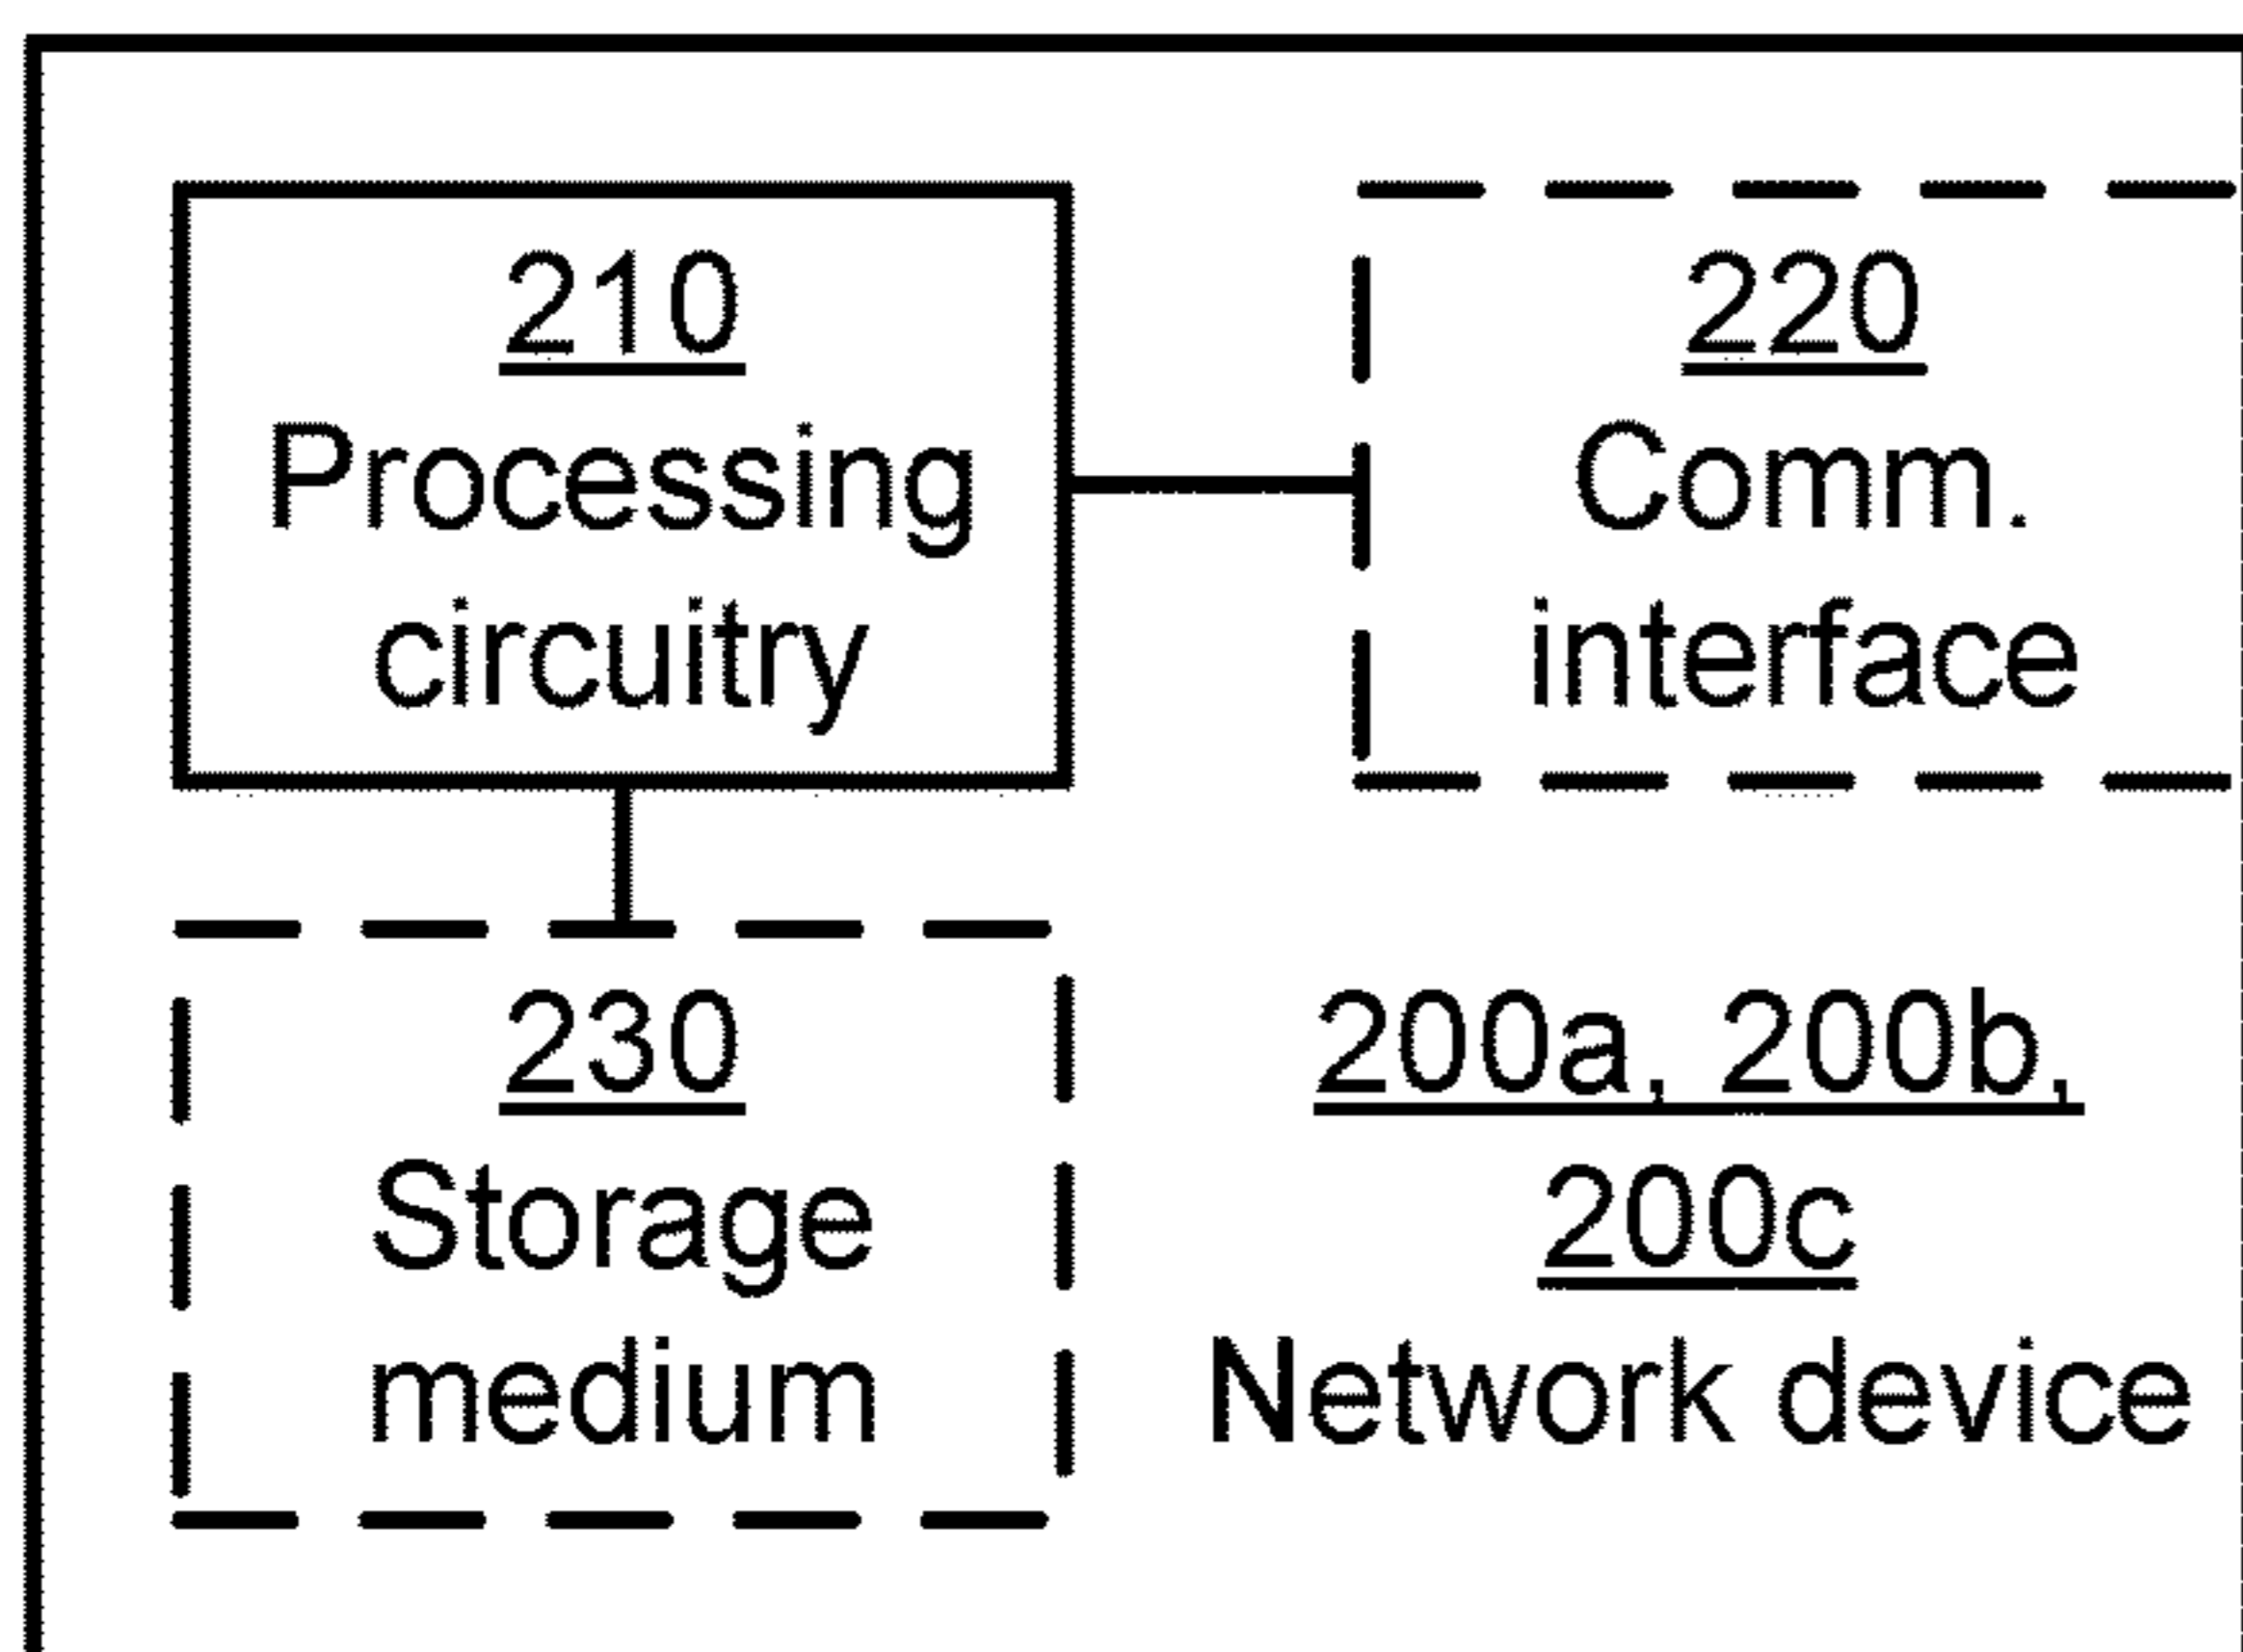 210
Processing
circuitry
220
Comm.
interface
230
Storage
medium
200a, 200b,
200c
Network device